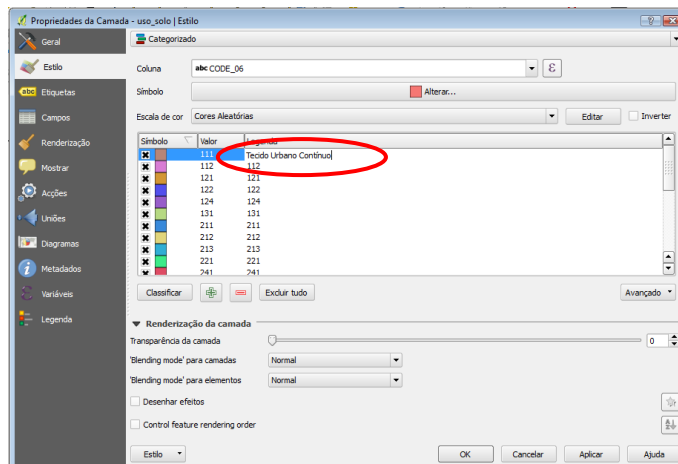 Propriedades da Camada - uso_solo | Estilo
Geral
Estilo
abc Etiquetas
Campos
Renderização
Mostrar
Acções
Uniões
Diagramas
Metadados
Variáveis
Legenda
Categorizado
Coluna abc CODE_06 ε
Símbolo Alterar...
Escala de cor Cores Aleatórias Editar Inverter
Símbolo Valor Legenda
111 Tecido Urbano Contínuo
112 112
121 121
122 122
124 124
131 131
211 211
212 212
213 213
221 221
241 241
Classificar Excluir tudo Avançado
Renderização da camada
Transparência da camada 0
'Blending mode' para camadas Normal
'Blending mode' para elementos Normal
Desenhar efeitos
Control feature rendering order
Estilo OK Cancelar Aplicar Ajuda